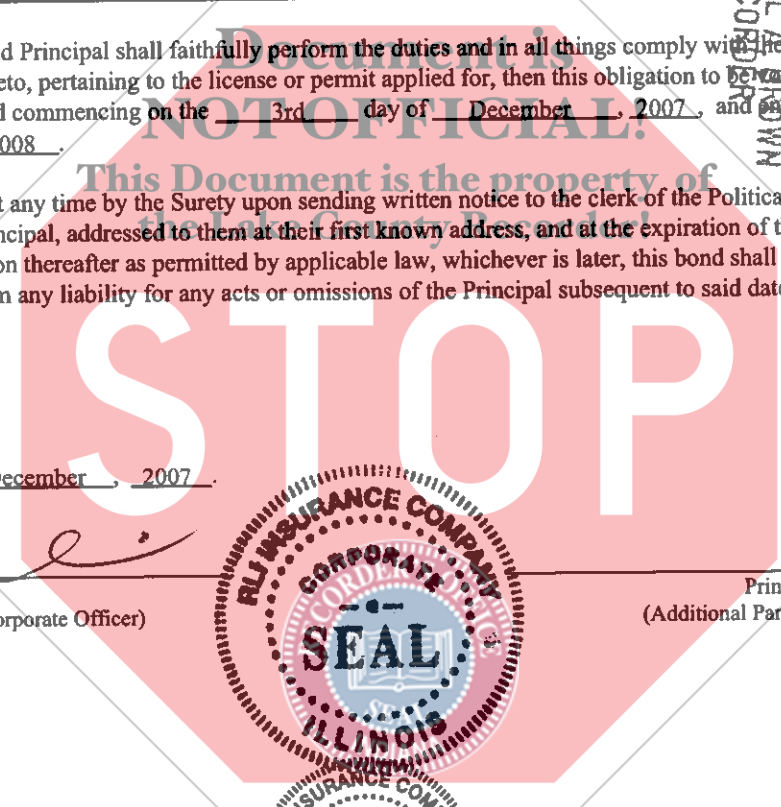 Document is
d Principal shall faithfully perform the duties and in all things comply with the
eto, pertaining to the license or permit applied for, then this obligation to be
NOT OFFICIAL!
d commencing on the 3rd day of December, 2007, and
008.
This Document is the property of
t any time by the Surety upon sending written notice to the clerk of the Politica
the Lake County Recorder!
ncipal, addressed to them at their first known address, and at the expiration of t
on thereafter as permitted by applicable law, whichever is later, this bond shall
m any liability for any acts or omissions of the Principal subsequent to said date
STOP
ecember, 2007.
RLI INSURANCE COMPANY
CORPORATE
SEAL
ILLINOIS
RECORDER OFFICE
SEAL
orporate Officer)
Prin
(Additional Par
SURANCE COM